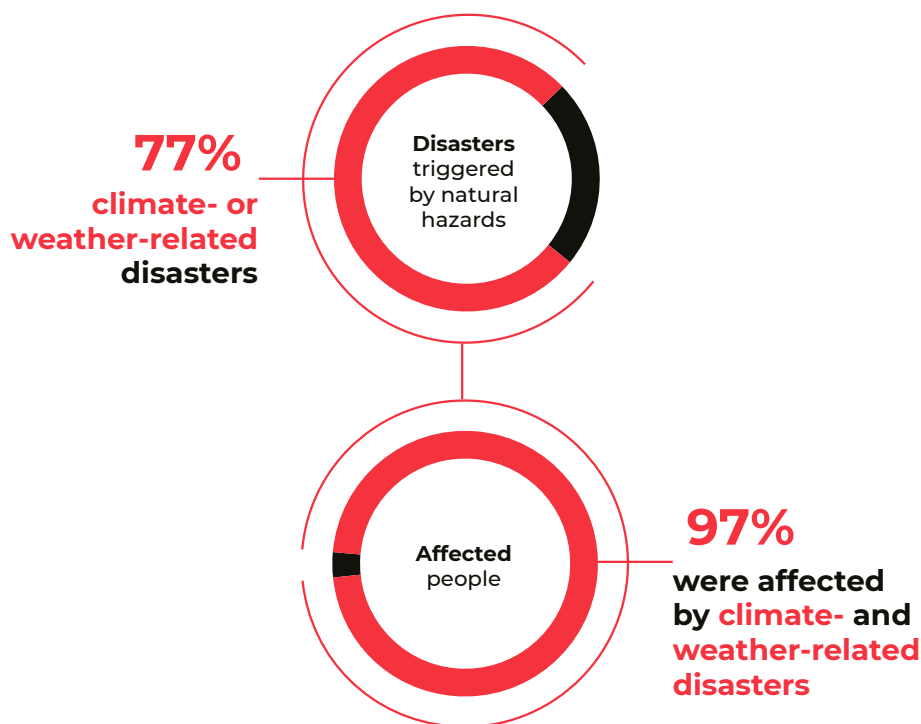 Disasters
triggered
by natural
hazards
77%
climate- or
weather-related
disasters
Affected
people
97%
were affected
by climate- and
weather-related
disasters